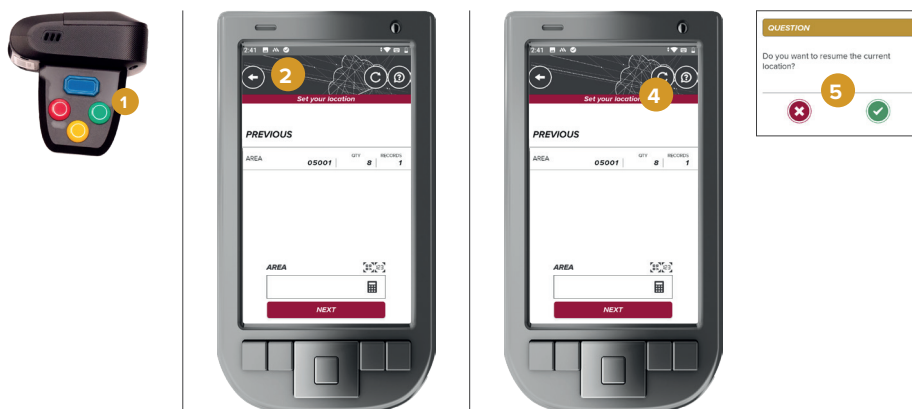 1
2:41
2
Set your location
PREVIOUS
AREA 05001 QTY 8 RECORDS 1
AREA
123
NEXT
2:41
4
Set your location
PREVIOUS
AREA 05001 QTY 8 RECORDS 1
AREA
123
NEXT
QUESTION
Do you want to resume the current
location?
5